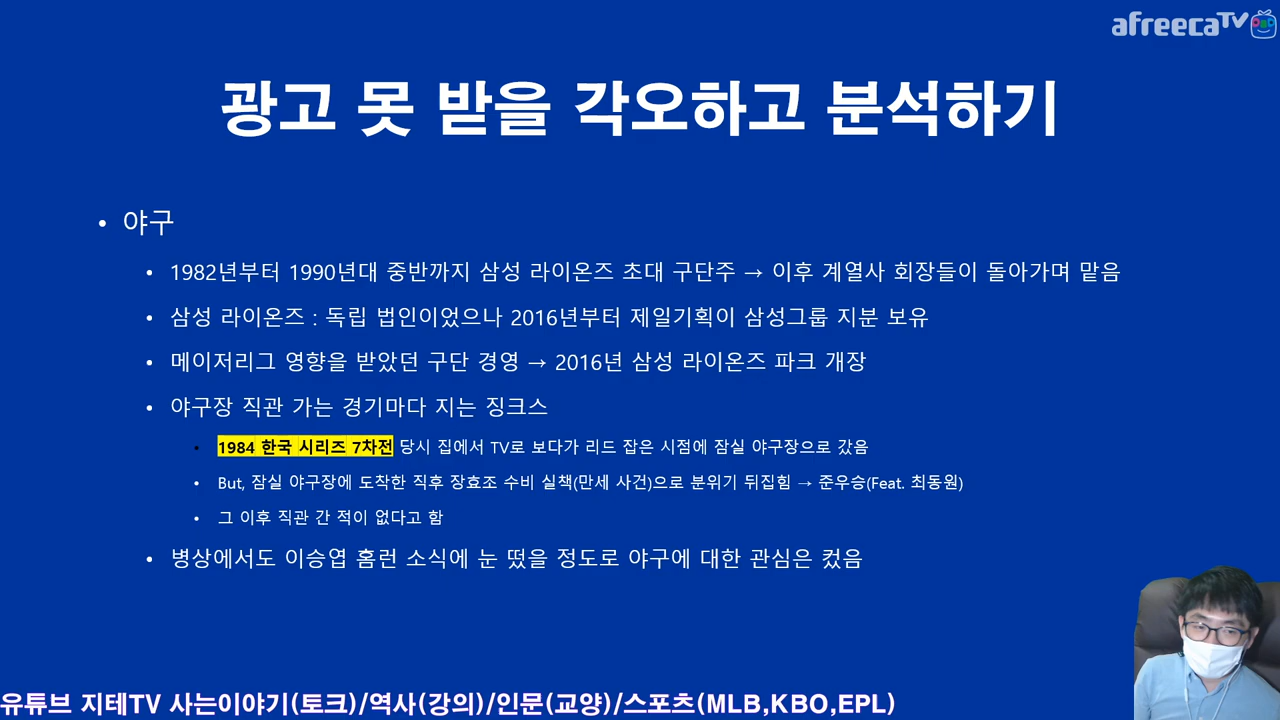 afreecaTV
광고 못 받을 각오하고 분석하기
• 야구
• 1982년부터 1990년대 중반까지 삼성 라이온즈 초대 구단주 → 이후 계열사 회장들이 돌아가며 맡음
• 삼성 라이온즈 : 독립 법인이었으나 2016년부터 제일기획이 삼성그룹 지분 보유
• 메이저리그 영향을 받았던 구단 경영 → 2016년 삼성 라이온즈 파크 개장
• 야구장 직관 가는 경기마다 지는 징크스
• 1984 한국 시리즈 7차전 당시 집에서 TV로 보다가 리드 잡은 시점에 잠실 야구장으로 갔음
• But, 잠실 야구장에 도착한 직후 장효조 수비 실책(만세 사건)으로 분위기 뒤집힘 → 준우승(Feat. 최동원)
• 그 이후 직관 간 적이 없다고 함
• 병상에서도 이승엽 홈런 소식에 눈 떴을 정도로 야구에 대한 관심은 컸음
유튜브 지테TV 사는이야기(토크)/역사(강의)/인문(교양)/스포츠(MLB,KBO,EPL)